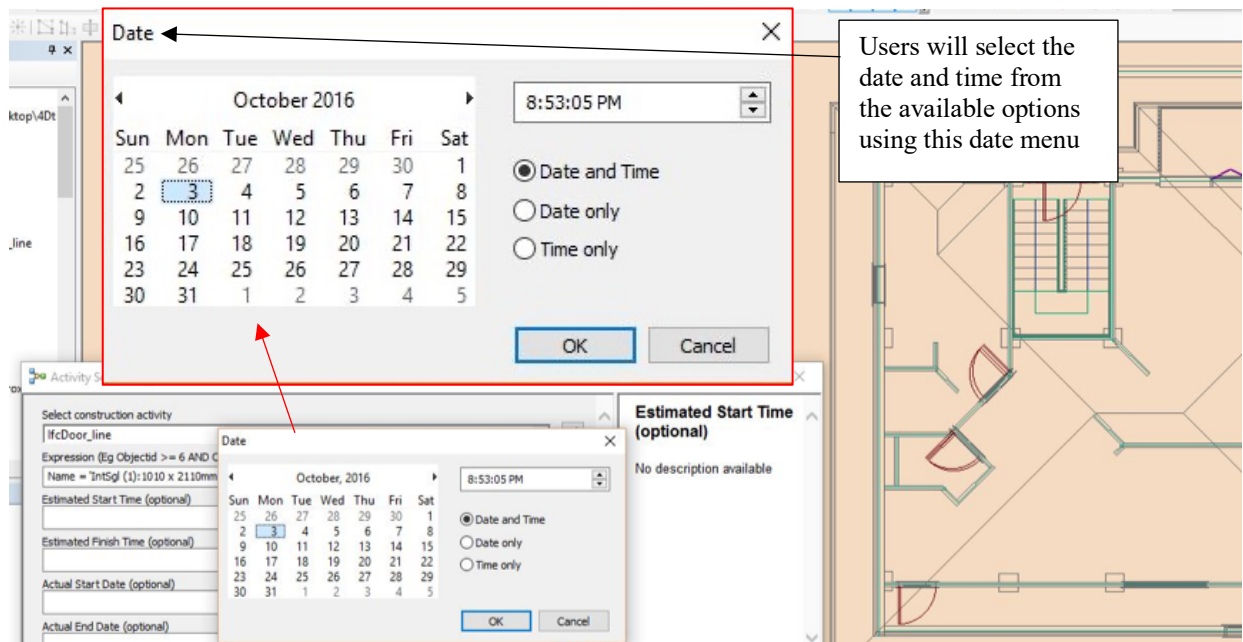 Date
October 2016
Sun Mon Tue Wed Thu Fri Sat
25 26 27 28 29 30 1
2 3 4 5 6 7 8
9 10 11 12 13 14 15
16 17 18 19 20 21 22
23 24 25 26 27 28 29
30 31 1 2 3 4 5
8:53:05 PM
Date and Time
Date only
Time only
OK Cancel
Users will select the
date and time from
the available options
using this date menu
ktop\4Dt
_line
Activity S
Select construction activity
IfcDoor_line
Expression (Eg Objectid >= 6 AND C
Name = 'IntSgl (1):1010 x 2110mm
Estimated Start Time (optional)
Estimated Finish Time (optional)
Actual Start Date (optional)
Actual End Date (optional)
Date
October, 2016
Sun Mon Tue Wed Thu Fri Sat
25 26 27 28 29 30 1
2 3 4 5 6 7 8
9 10 11 12 13 14 15
16 17 18 19 20 21 22
23 24 25 26 27 28 29
30 31 1 2 3 4 5
8:53:05 PM
Date and Time
Date only
Time only
OK Cancel
Estimated Start Time
(optional)
No description available